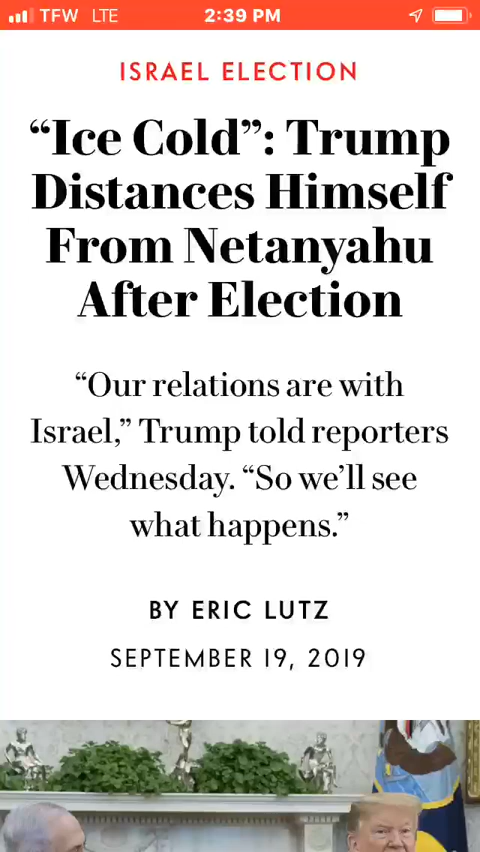 TFW LTE 2:39 PM
ISRAEL ELECTION
“Ice Cold”: Trump
Distances Himself
From Netanyahu
After Election
“Our relations are with
Israel,” Trump told reporters
Wednesday. “So we’ll see
what happens.”
BY ERIC LUTZ
SEPTEMBER 19, 2019